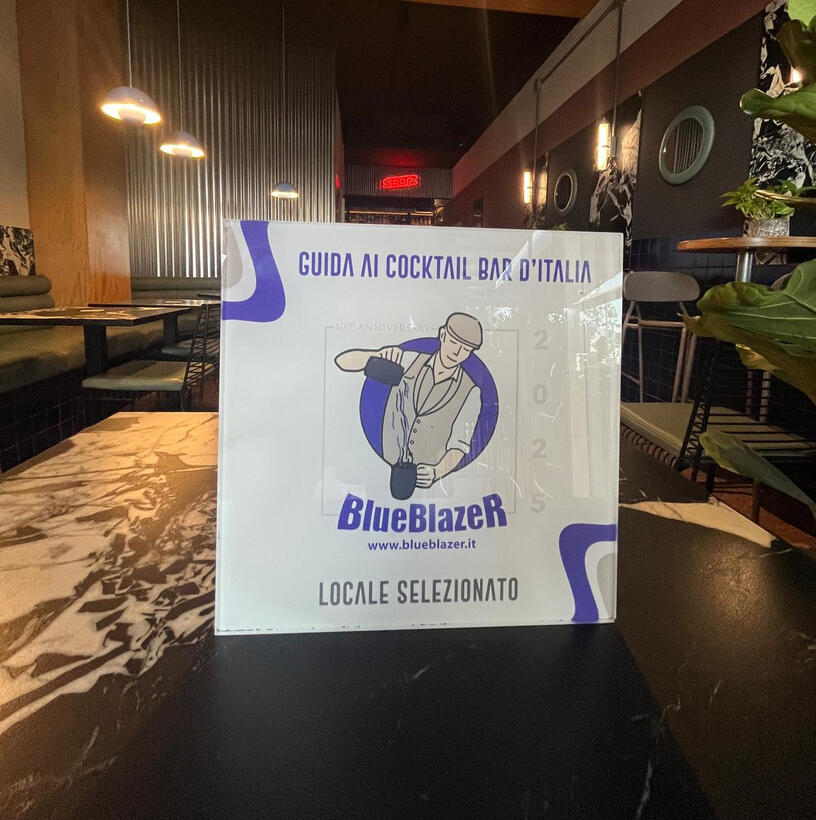 GUIDA AI COCKTAIL BAR D'ITALIA
10TH ANNIVERSARY
2
0
2
5
BlueBlazeR
www.blueblazer.it
LOCALE SELEZIONATO